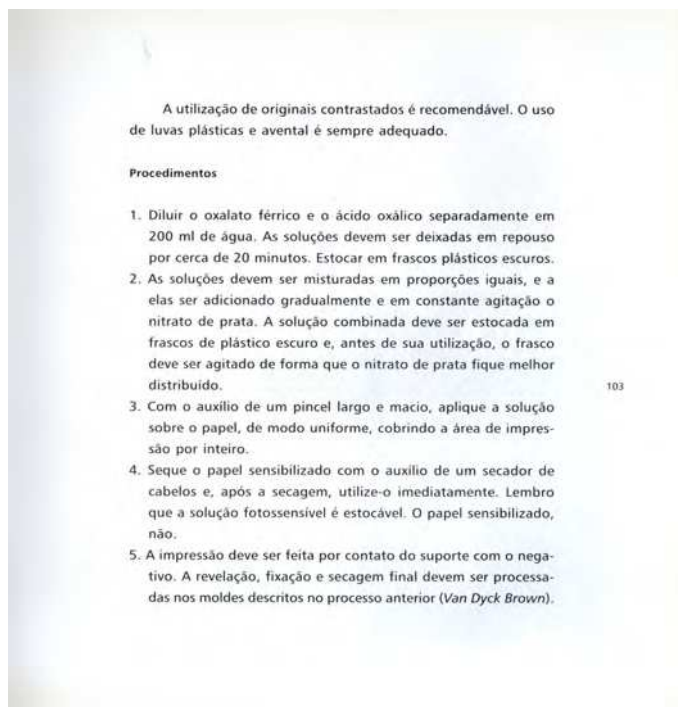 A utilização de originais contrastados é recomendável. O uso
de luvas plásticas e avental é sempre adequado.
Procedimentos
1. Diluir o oxalato férrico e o ácido oxálico separadamente em
200 ml de água. As soluções devem ser deixadas em repouso
por cerca de 20 minutos. Estocar em frascos plásticos escuros.
2. As soluções devem ser misturadas em proporções iguais, e a
elas ser adicionado gradualmente e em constante agitação o
nitrato de prata. A solução combinada deve ser estocada em
frascos de plástico escuro e, antes de sua utilização, o frasco
deve ser agitado de forma que o nitrato de prata fique melhor
distribuído.
103
3. Com o auxílio de um pincel largo e macio, aplique a solução
sobre o papel, de modo uniforme, cobrindo a área de impres-
são por inteiro.
4. Seque o papel sensibilizado com o auxílio de um secador de
cabelos e, após a secagem, utilize-o imediatamente. Lembro
que a solução fotossensível é estocável. O papel sensibilizado,
não.
5. A impressão deve ser feita por contato do suporte com o nega-
tivo. A revelação, fixação e secagem final devem ser processa-
das nos moldes descritos no processo anterior (Van Dyck Brown).